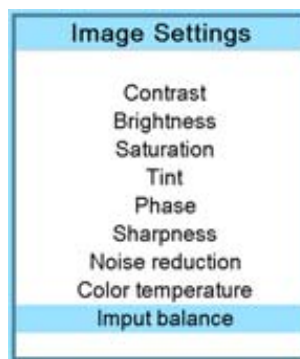 Image Settings
Contrast
Brightness
Saturation
Tint
Phase
Sharpness
Noise reduction
Color temperature
Imput balance